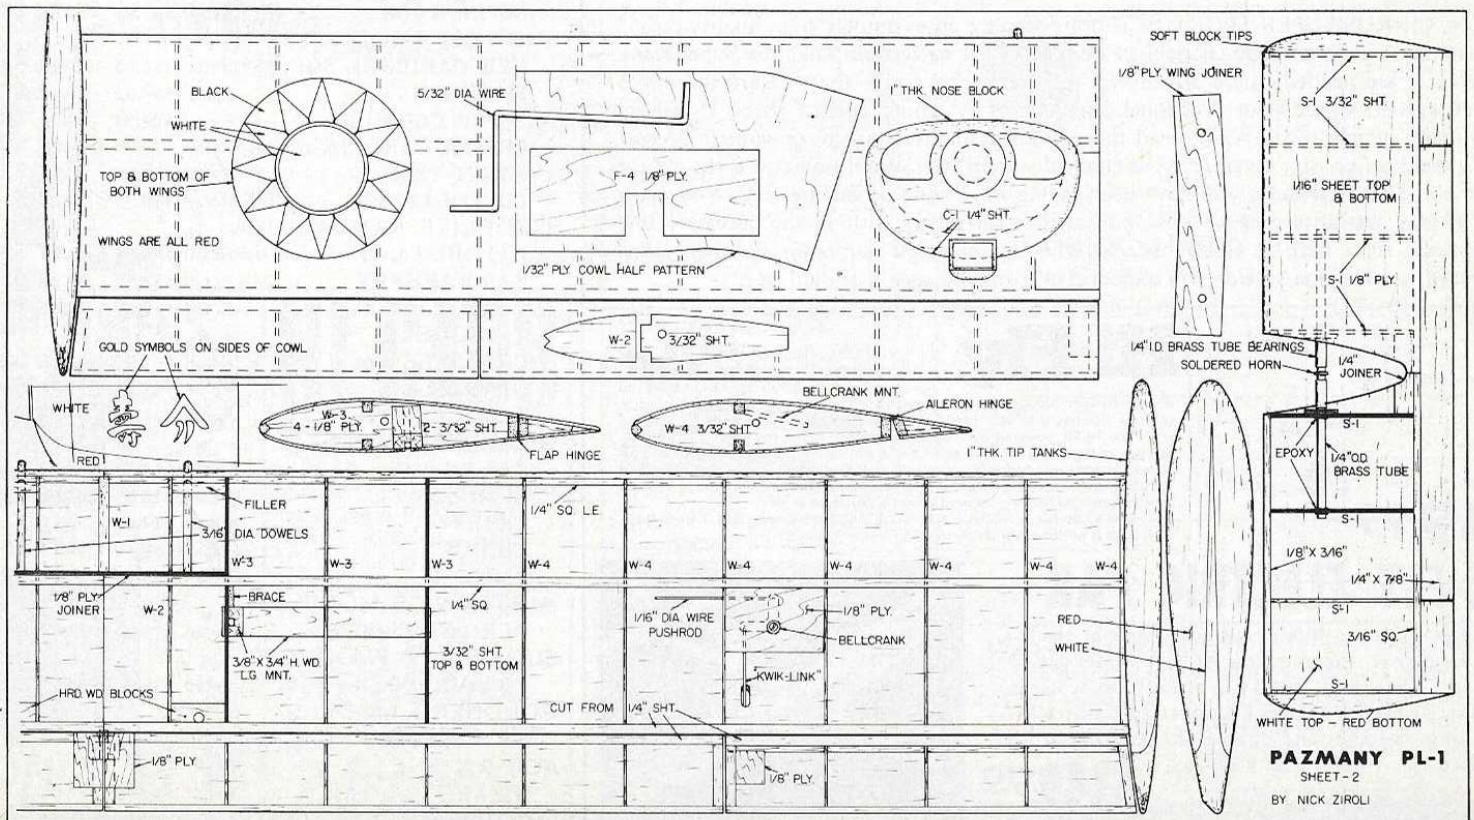 SOFT BLOCK TIPS
1/8" PLY WING JOINER
BLACK
5/32" DIA. WIRE
1" THK. NOSE BLOCK
S-1 3/32" SHT.
WHITE
TOP & BOTTOM OF
BOTH WINGS
F-4 1/8" PLY.
C-1 1/4" SHT.
1/16" SHEET TOP
& BOTTOM
WINGS ARE ALL RED
1/32" PLY. COWL HALF PATTERN
S-1 1/8" PLY.
GOLD SYMBOLS ON SIDES OF COWL
W-2
3/32" SHT.
1/4" I.D. BRASS TUBE BEARINGS
SOLDERED HORN
1/4"
JOINER
WHITE
RED
W-3
4 - 1/8" PLY.
2 - 3/32" SHT.
FLAP HINGE
BELLCRANK MNT.
W-4 3/32" SHT.
AILERON HINGE
1" THK. TIP TANKS
S-1
EPOXY
1/4" O.D.
BRASS TUBE
S-1
FILLER
1/4" SQ. L.E.
W-1
3/16" DIA. DOWELS
W-3
W-3
W-3
W-4
W-4
W-4
W-4
W-4
W-4
W-4
1/8" X 3/16"
1/4" X 7/8"
1/8" PLY
JOINER
W-2
BRACE
1/4" SQ.
1/16" DIA. WIRE
PUSHROD
1/8" PLY.
BELLCRANK
S-1
3/16" SQ.
RED
WHITE
3/8" X 3/4" H. WD.
L.G. MNT.
3/32" SHT.
TOP & BOTTOM
"KWIK-LINK"
HRD. WD. BLOCKS
CUT FROM 1/4" SHT.
S-1
WHITE TOP - RED BOTTOM
1/8" PLY.
1/8" PLY.
PAZMANY PL-1
SHEET - 2
BY NICK ZIROLI